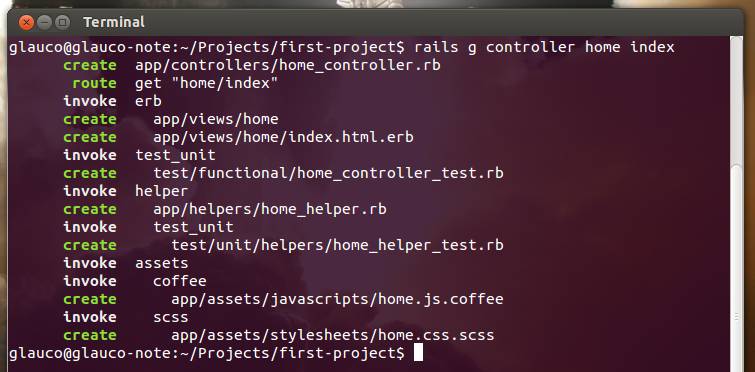 Terminal
glauco@glauco-note:~/Projects/first-project$ rails g controller home index
      create  app/controllers/home_controller.rb
       route  get "home/index"
      invoke  erb
      create    app/views/home
      create    app/views/home/index.html.erb
      invoke  test_unit
      create    test/functional/home_controller_test.rb
      invoke  helper
      create    app/helpers/home_helper.rb
      invoke    test_unit
      create      test/unit/helpers/home_helper_test.rb
      invoke  assets
      invoke    coffee
      create      app/assets/javascripts/home.js.coffee
      invoke    scss
      create      app/assets/stylesheets/home.css.scss
glauco@glauco-note:~/Projects/first-project$